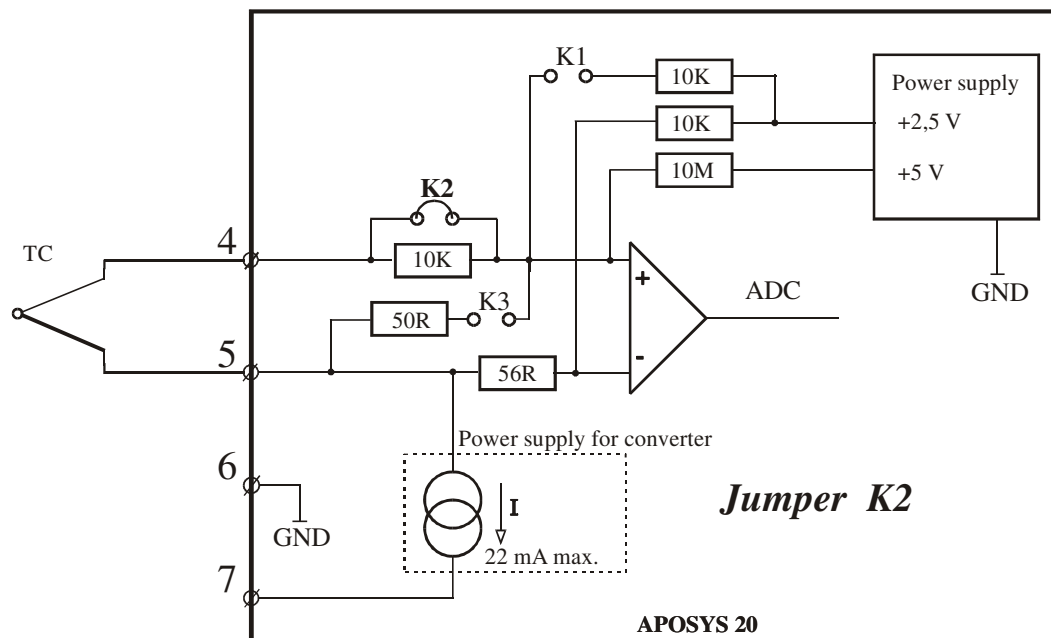 K1
10K
Power supply
10K
+2,5 V
10M
+5 V
K2
TC
4
10K
GND
K3
ADC
50R
+
5
56R
-
Power supply for converter
6
I
Jumper K2
GND
22 mA max.
7
APOSYS 20